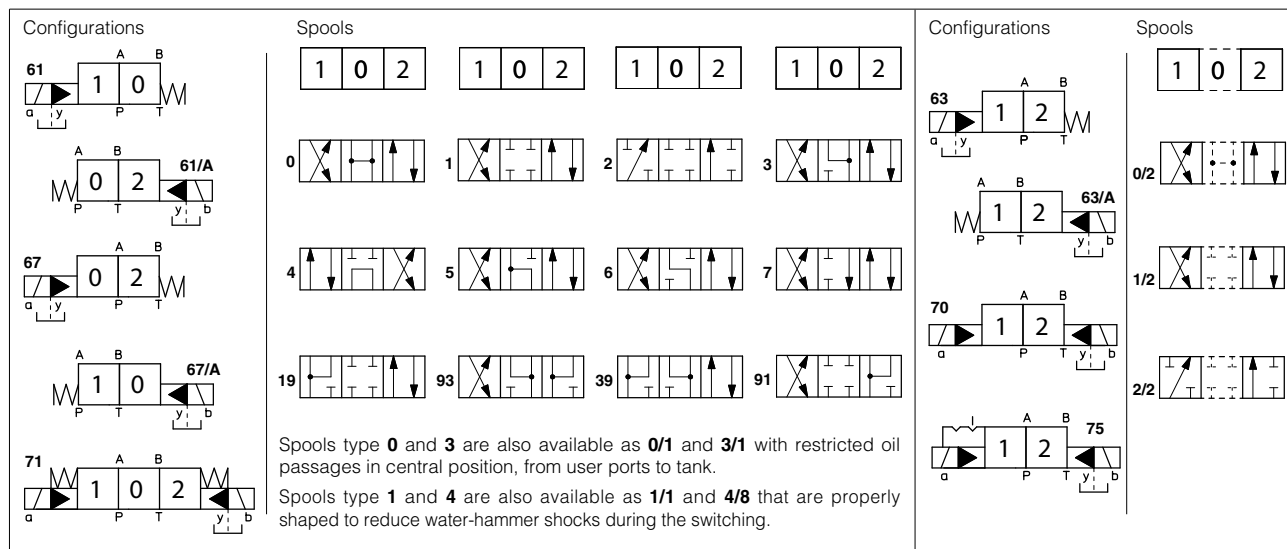 Configurations
A B
61
1 0
a y P T
A B
61/A
0 2
P T y b
A B
67
0 2
a y P T
A B
67/A
1 0
P T y b
71
A B
1 0 2
a P T y b
Spools
1 0 2
1 0 2
1 0 2
1 0 2
0
1
2
3
4
5
6
7
19
93
39
91
Spools type 0 and 3 are also available as 0/1 and 3/1 with restricted oil
passages in central position, from user ports to tank.
Spools type 1 and 4 are also available as 1/1 and 4/8 that are properly
shaped to reduce water-hammer shocks during the switching.
Configurations
63
A B
1 2
a y P T
A B
63/A
1 2
P T y b
70
A B
1 2
a P T y b
A B
75
1 2
a P T y b
Spools
1 0 2
0/2
1/2
2/2